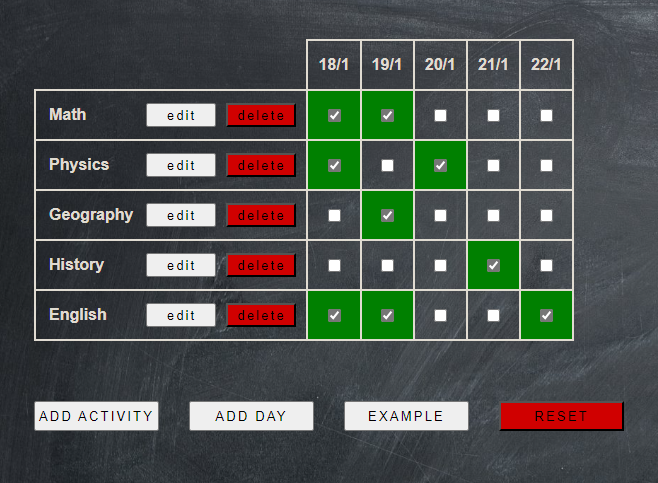 18/1 19/1 20/1 21/1 22/1
Math edit delete
Physics edit delete
Geography edit delete
History edit delete
English edit delete
ADD ACTIVITY ADD DAY EXAMPLE RESET